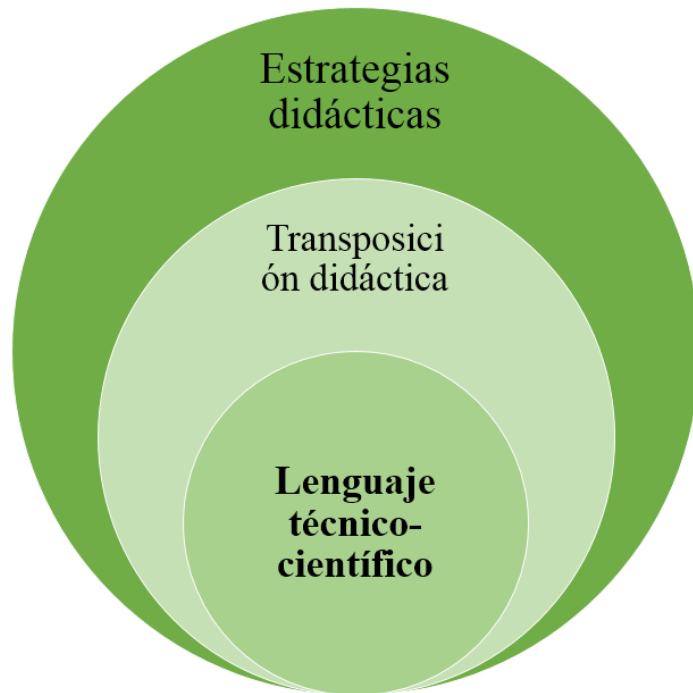 Estrategias
didácticas
Transposici
ón didáctica
Lenguaje
técnico-
científico